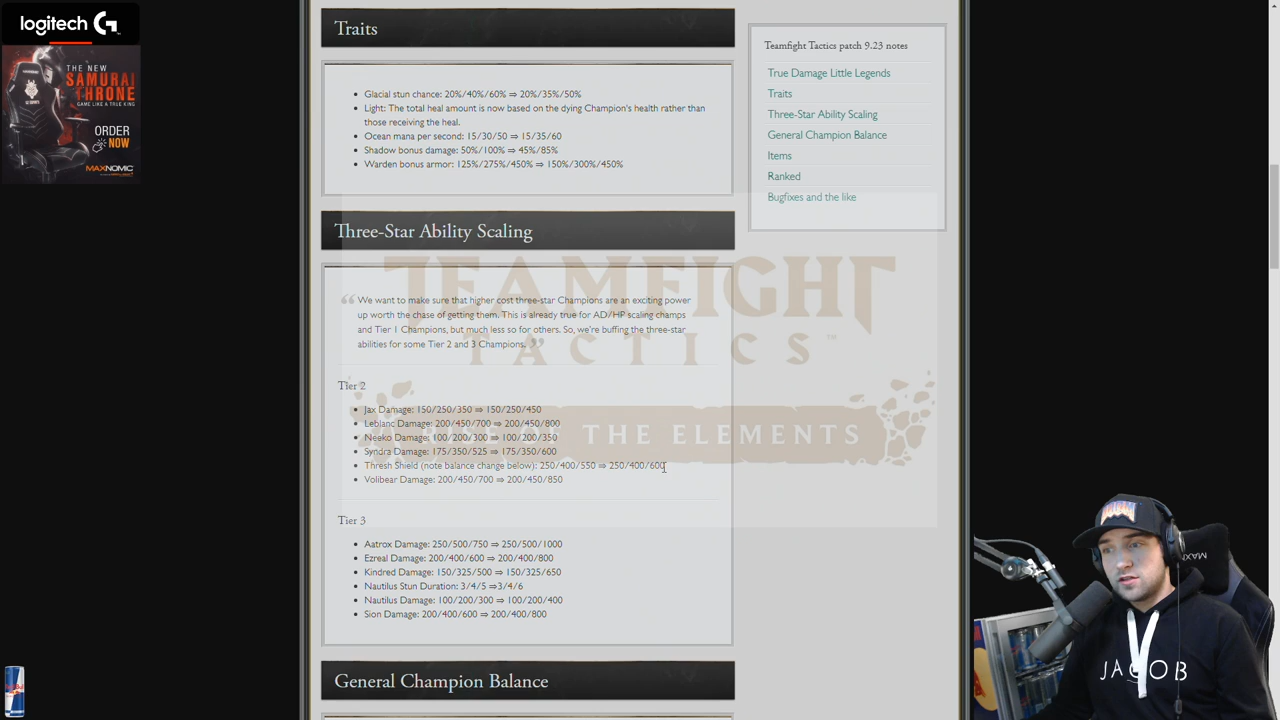 logitech G
THE NEW
SAMURAI
THRONE
GAME LIKE A TRUE KING
ORDER
NOW
MAXNOMIC
Traits
Glacial stun chance: 20%/40%/60% ⇒ 20%/35%/50%
Light: The total heal amount is now based on the dying Champion's health rather than
those receiving the heal.
Ocean mana per second: 15/30/50 ⇒ 15/35/60
Shadow bonus damage: 50%/100% ⇒ 45%/85%
Warden bonus armor: 125%/275%/450% ⇒ 150%/300%/450%
Teamfight Tactics patch 9.23 notes
True Damage Little Legends
Traits
Three-Star Ability Scaling
General Champion Balance
Items
Ranked
Bugfixes and the like
Three-Star Ability Scaling
“ We want to make sure that higher cost three-star Champions are an exciting power
up worth the chase of getting them. This is already true for AD/HP scaling champs
and Tier 1 Champions, but much less so for others. So, we're buffing the three-star
abilities for some Tier 2 and 3 Champions. ”
TEAMFIGHT
TACTICS™
RISE OF THE ELEMENTS
Tier 2
Jax Damage: 150/250/350 ⇒ 150/250/450
Leblanc Damage: 200/450/700 ⇒ 200/450/800
Neeko Damage: 100/200/300 ⇒ 100/200/350
Syndra Damage: 175/350/525 ⇒ 175/350/600
Thresh Shield (note balance change below): 250/400/550 ⇒ 250/400/600
Volibear Damage: 200/450/700 ⇒ 200/450/850
Tier 3
Aatrox Damage: 250/500/750 ⇒ 250/500/1000
Ezreal Damage: 200/400/600 ⇒ 200/400/800
Kindred Damage: 150/325/500 ⇒ 150/325/650
Nautilus Stun Duration: 3/4/5 ⇒3/4/6
Nautilus Damage: 100/200/300 ⇒ 100/200/400
Sion Damage: 200/400/600 ⇒ 200/400/800
General Champion Balance
DOOM
JACOB